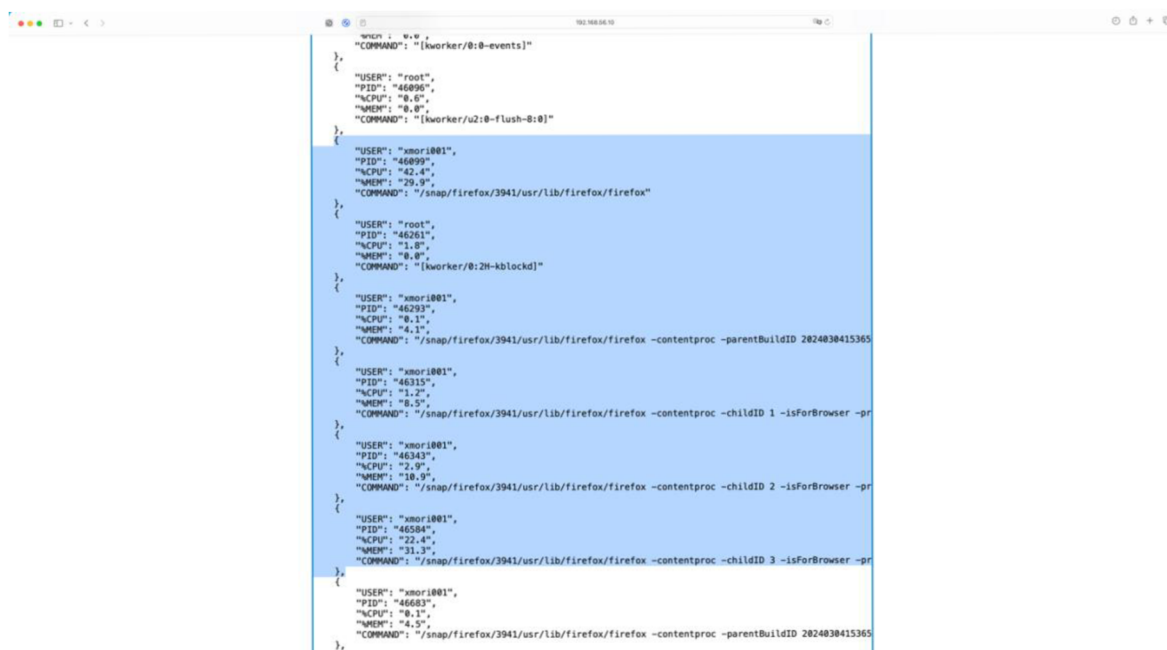 192.168.56.10
"%MEM": "0.0",
"COMMAND": "[kworker/0:0-events]"
},
{
"USER": "root",
"PID": "46096",
"%CPU": "0.6",
"%MEM": "0.0",
"COMMAND": "[kworker/u2:0-flush-8:0]"
},
{
"USER": "xmori001",
"PID": "46099",
"%CPU": "42.4",
"%MEM": "29.9",
"COMMAND": "/snap/firefox/3941/usr/lib/firefox/firefox"
},
{
"USER": "root",
"PID": "46261",
"%CPU": "1.8",
"%MEM": "0.0",
"COMMAND": "[kworker/0:2H-kblockd]"
},
{
"USER": "xmori001",
"PID": "46293",
"%CPU": "0.1",
"%MEM": "4.1",
"COMMAND": "/snap/firefox/3941/usr/lib/firefox/firefox -contentproc -parentBuildID 2024030415365
},
{
"USER": "xmori001",
"PID": "46315",
"%CPU": "1.2",
"%MEM": "8.5",
"COMMAND": "/snap/firefox/3941/usr/lib/firefox/firefox -contentproc -childID 1 -isForBrowser -pr
},
{
"USER": "xmori001",
"PID": "46343",
"%CPU": "2.9",
"%MEM": "10.9",
"COMMAND": "/snap/firefox/3941/usr/lib/firefox/firefox -contentproc -childID 2 -isForBrowser -pr
},
{
"USER": "xmori001",
"PID": "46584",
"%CPU": "22.4",
"%MEM": "31.3",
"COMMAND": "/snap/firefox/3941/usr/lib/firefox/firefox -contentproc -childID 3 -isForBrowser -pr
},
{
"USER": "xmori001",
"PID": "46683",
"%CPU": "0.1",
"%MEM": "4.5",
"COMMAND": "/snap/firefox/3941/usr/lib/firefox/firefox -contentproc -parentBuildID 2024030415365
},